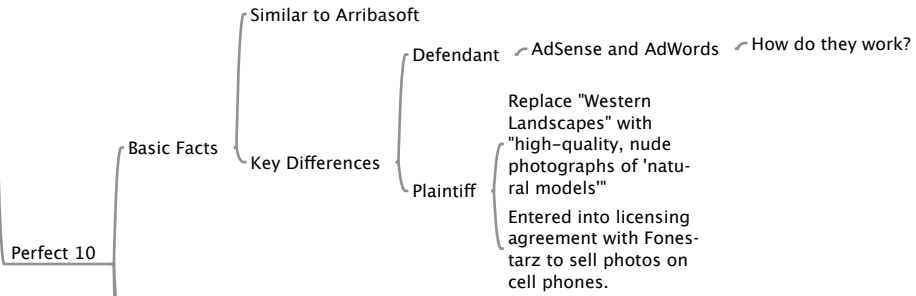 Similar to Arribasoft
Defendant
AdSense and AdWords
How do they work?
Replace "Western
Landscapes" with
"high-quality, nude
photographs of 'natu-
ral models'"
Basic Facts
Key Differences
Plaintiff
Entered into licensing
agreement with Fones-
tarz to sell photos on
cell phones.
Perfect 10